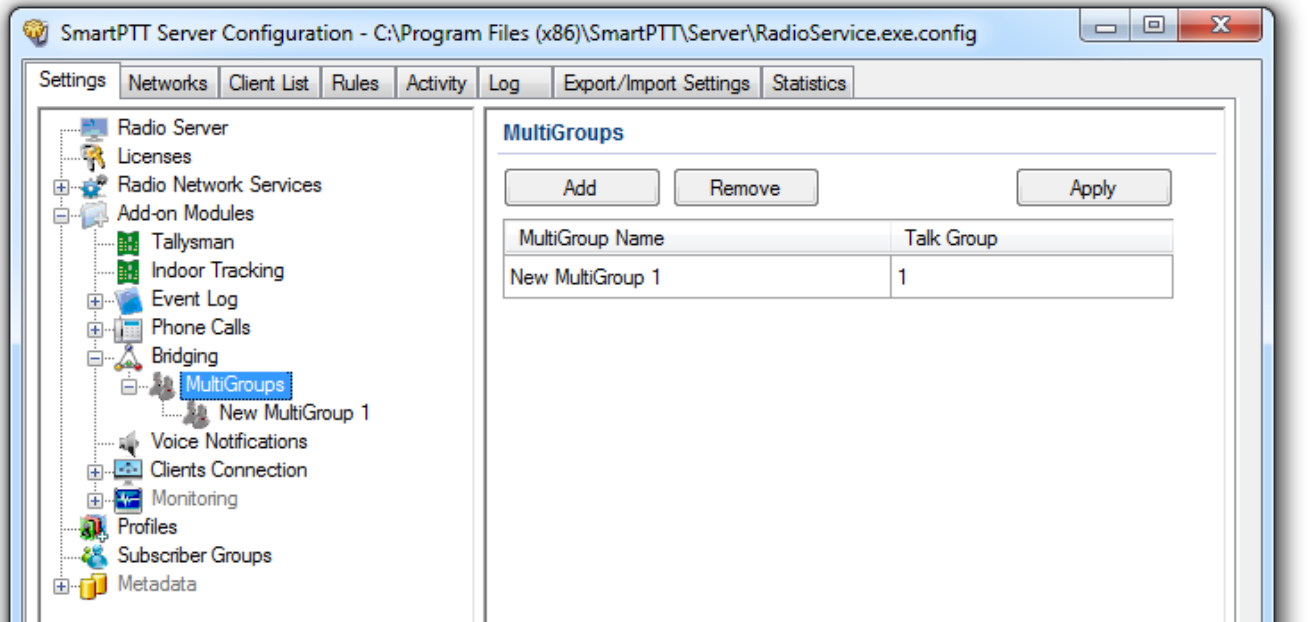 SmartPTT Server Configuration - C:\Program Files (x86)\SmartPTT\Server\RadioService.exe.config
Settings Networks Client List Rules Activity Log Export/Import Settings Statistics
Radio Server
Licenses
Radio Network Services
Add-on Modules
Tallysman
Indoor Tracking
Event Log
Phone Calls
Bridging
MultiGroups
New MultiGroup 1
Voice Notifications
Clients Connection
Monitoring
Profiles
Subscriber Groups
Metadata
MultiGroups
Add Remove Apply
MultiGroup Name Talk Group
New MultiGroup 1 1